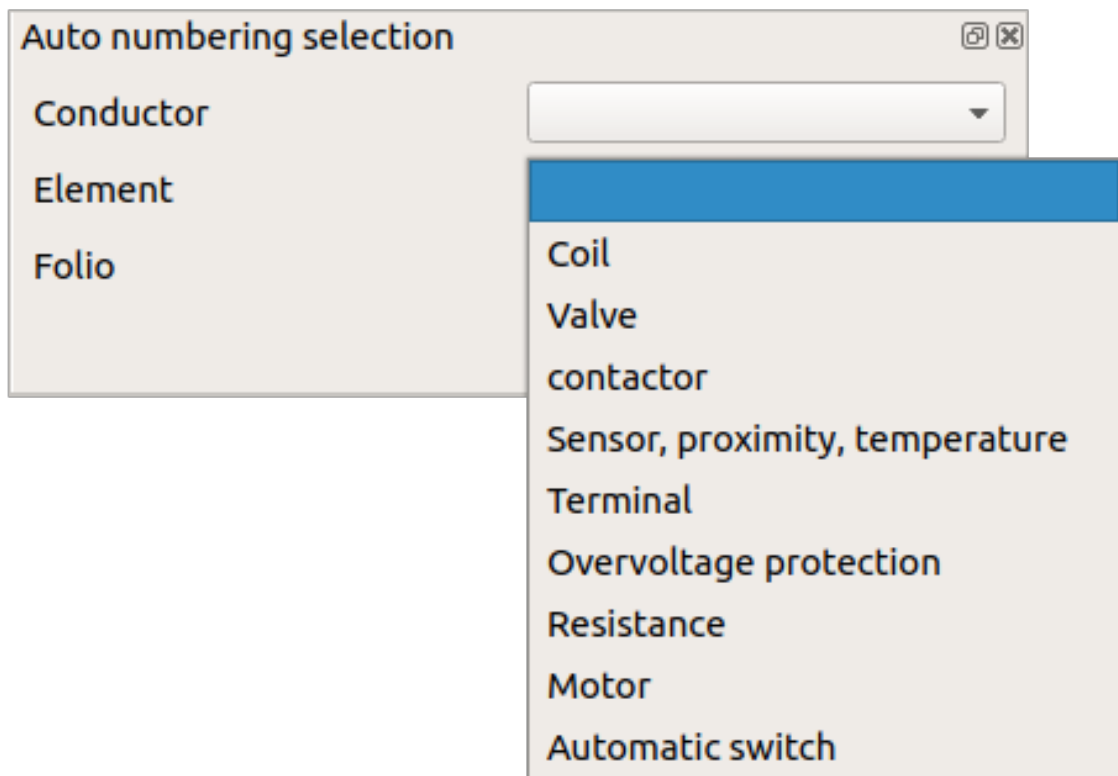 Auto numbering selection
Conductor
Element
Folio
Coil
Valve
contactor
Sensor, proximity, temperature
Terminal
Overvoltage protection
Resistance
Motor
Automatic switch